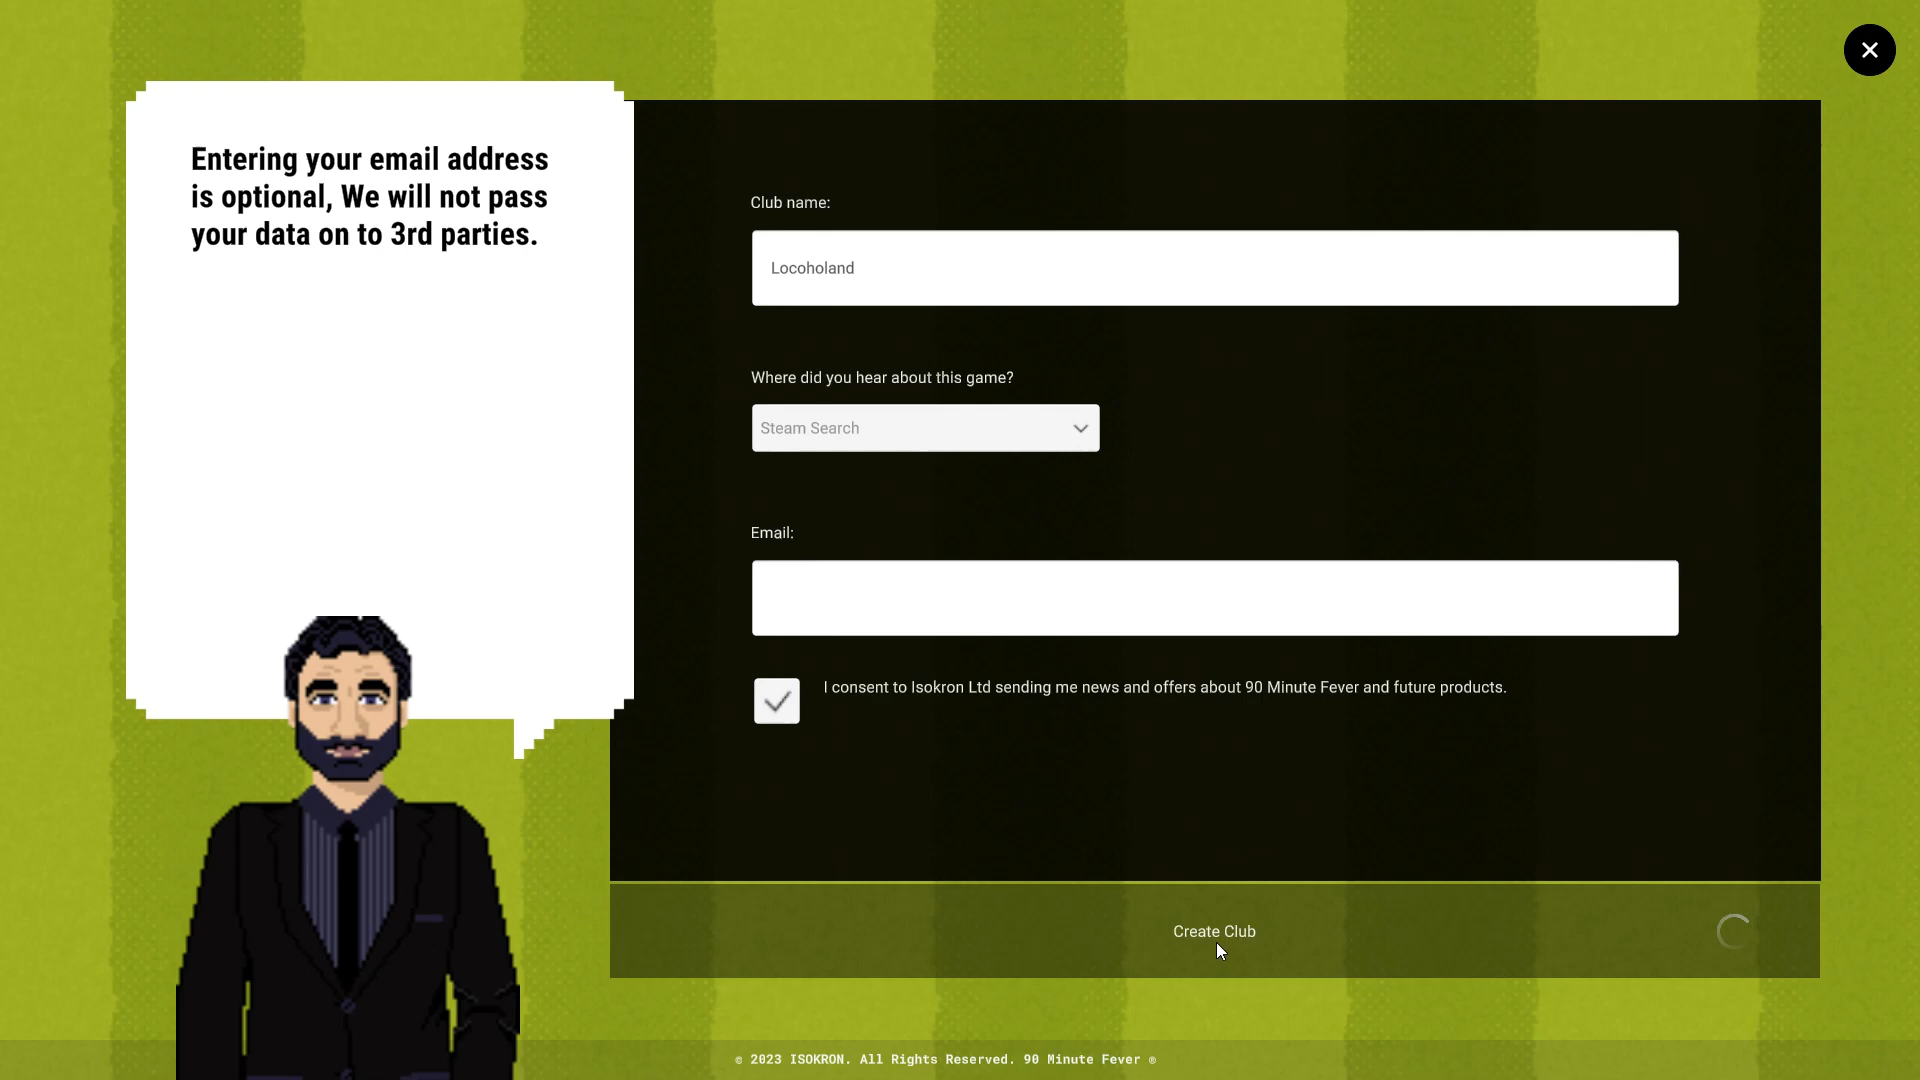 Entering your email address
is optional, We will not pass
your data on to 3rd parties.
Club name:
Locoholand
Where did you hear about this game?
Steam Search
Email:
I consent to Isokron Ltd sending me news and offers about 90 Minute Fever and future products.
Create Club
© 2023 ISOKRON. All Rights Reserved. 90 Minute Fever ®